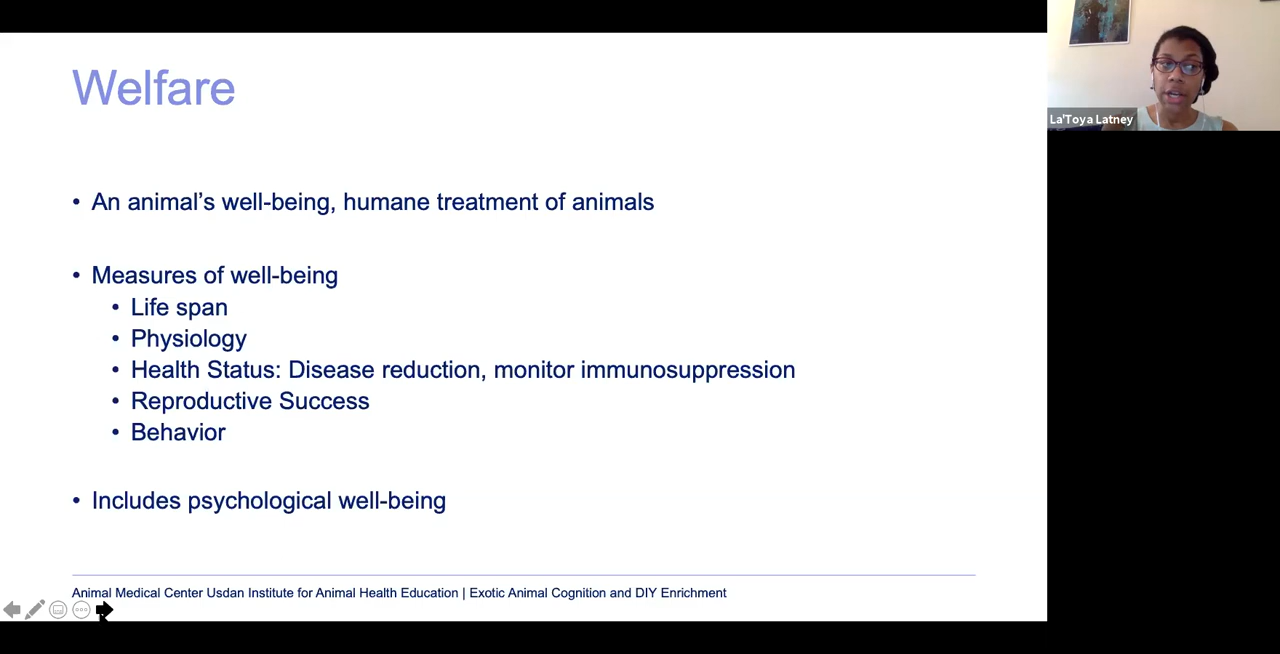 Welfare
La'Toya Latney
• An animal’s well-being, humane treatment of animals
• Measures of well-being
• Life span
• Physiology
• Health Status: Disease reduction, monitor immunosuppression
• Reproductive Success
• Behavior
• Includes psychological well-being
Animal Medical Center Usdan Institute for Animal Health Education | Exotic Animal Cognition and DIY Enrichment